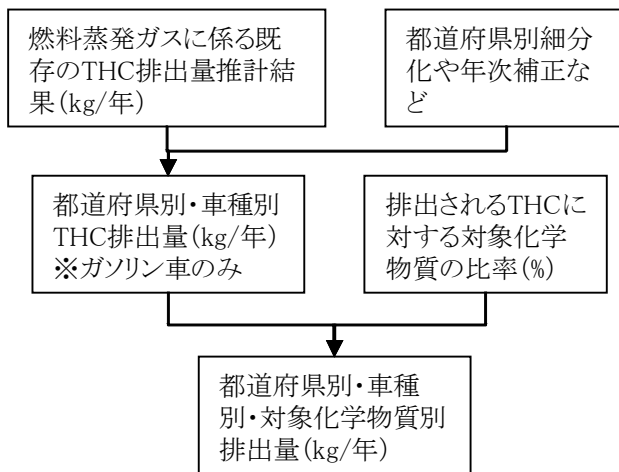 燃料蒸発ガスに係る既
存のTHC排出量推計結
果(kg/年)
都道府県別細分
化や年次補正な
ど
都道府県別・車種別
THC排出量(kg/年)
※ガソリン車のみ
排出されるTHCに
対する対象化学
物質の比率(%)
都道府県別・車種
別・対象化学物質別
排出量(kg/年)